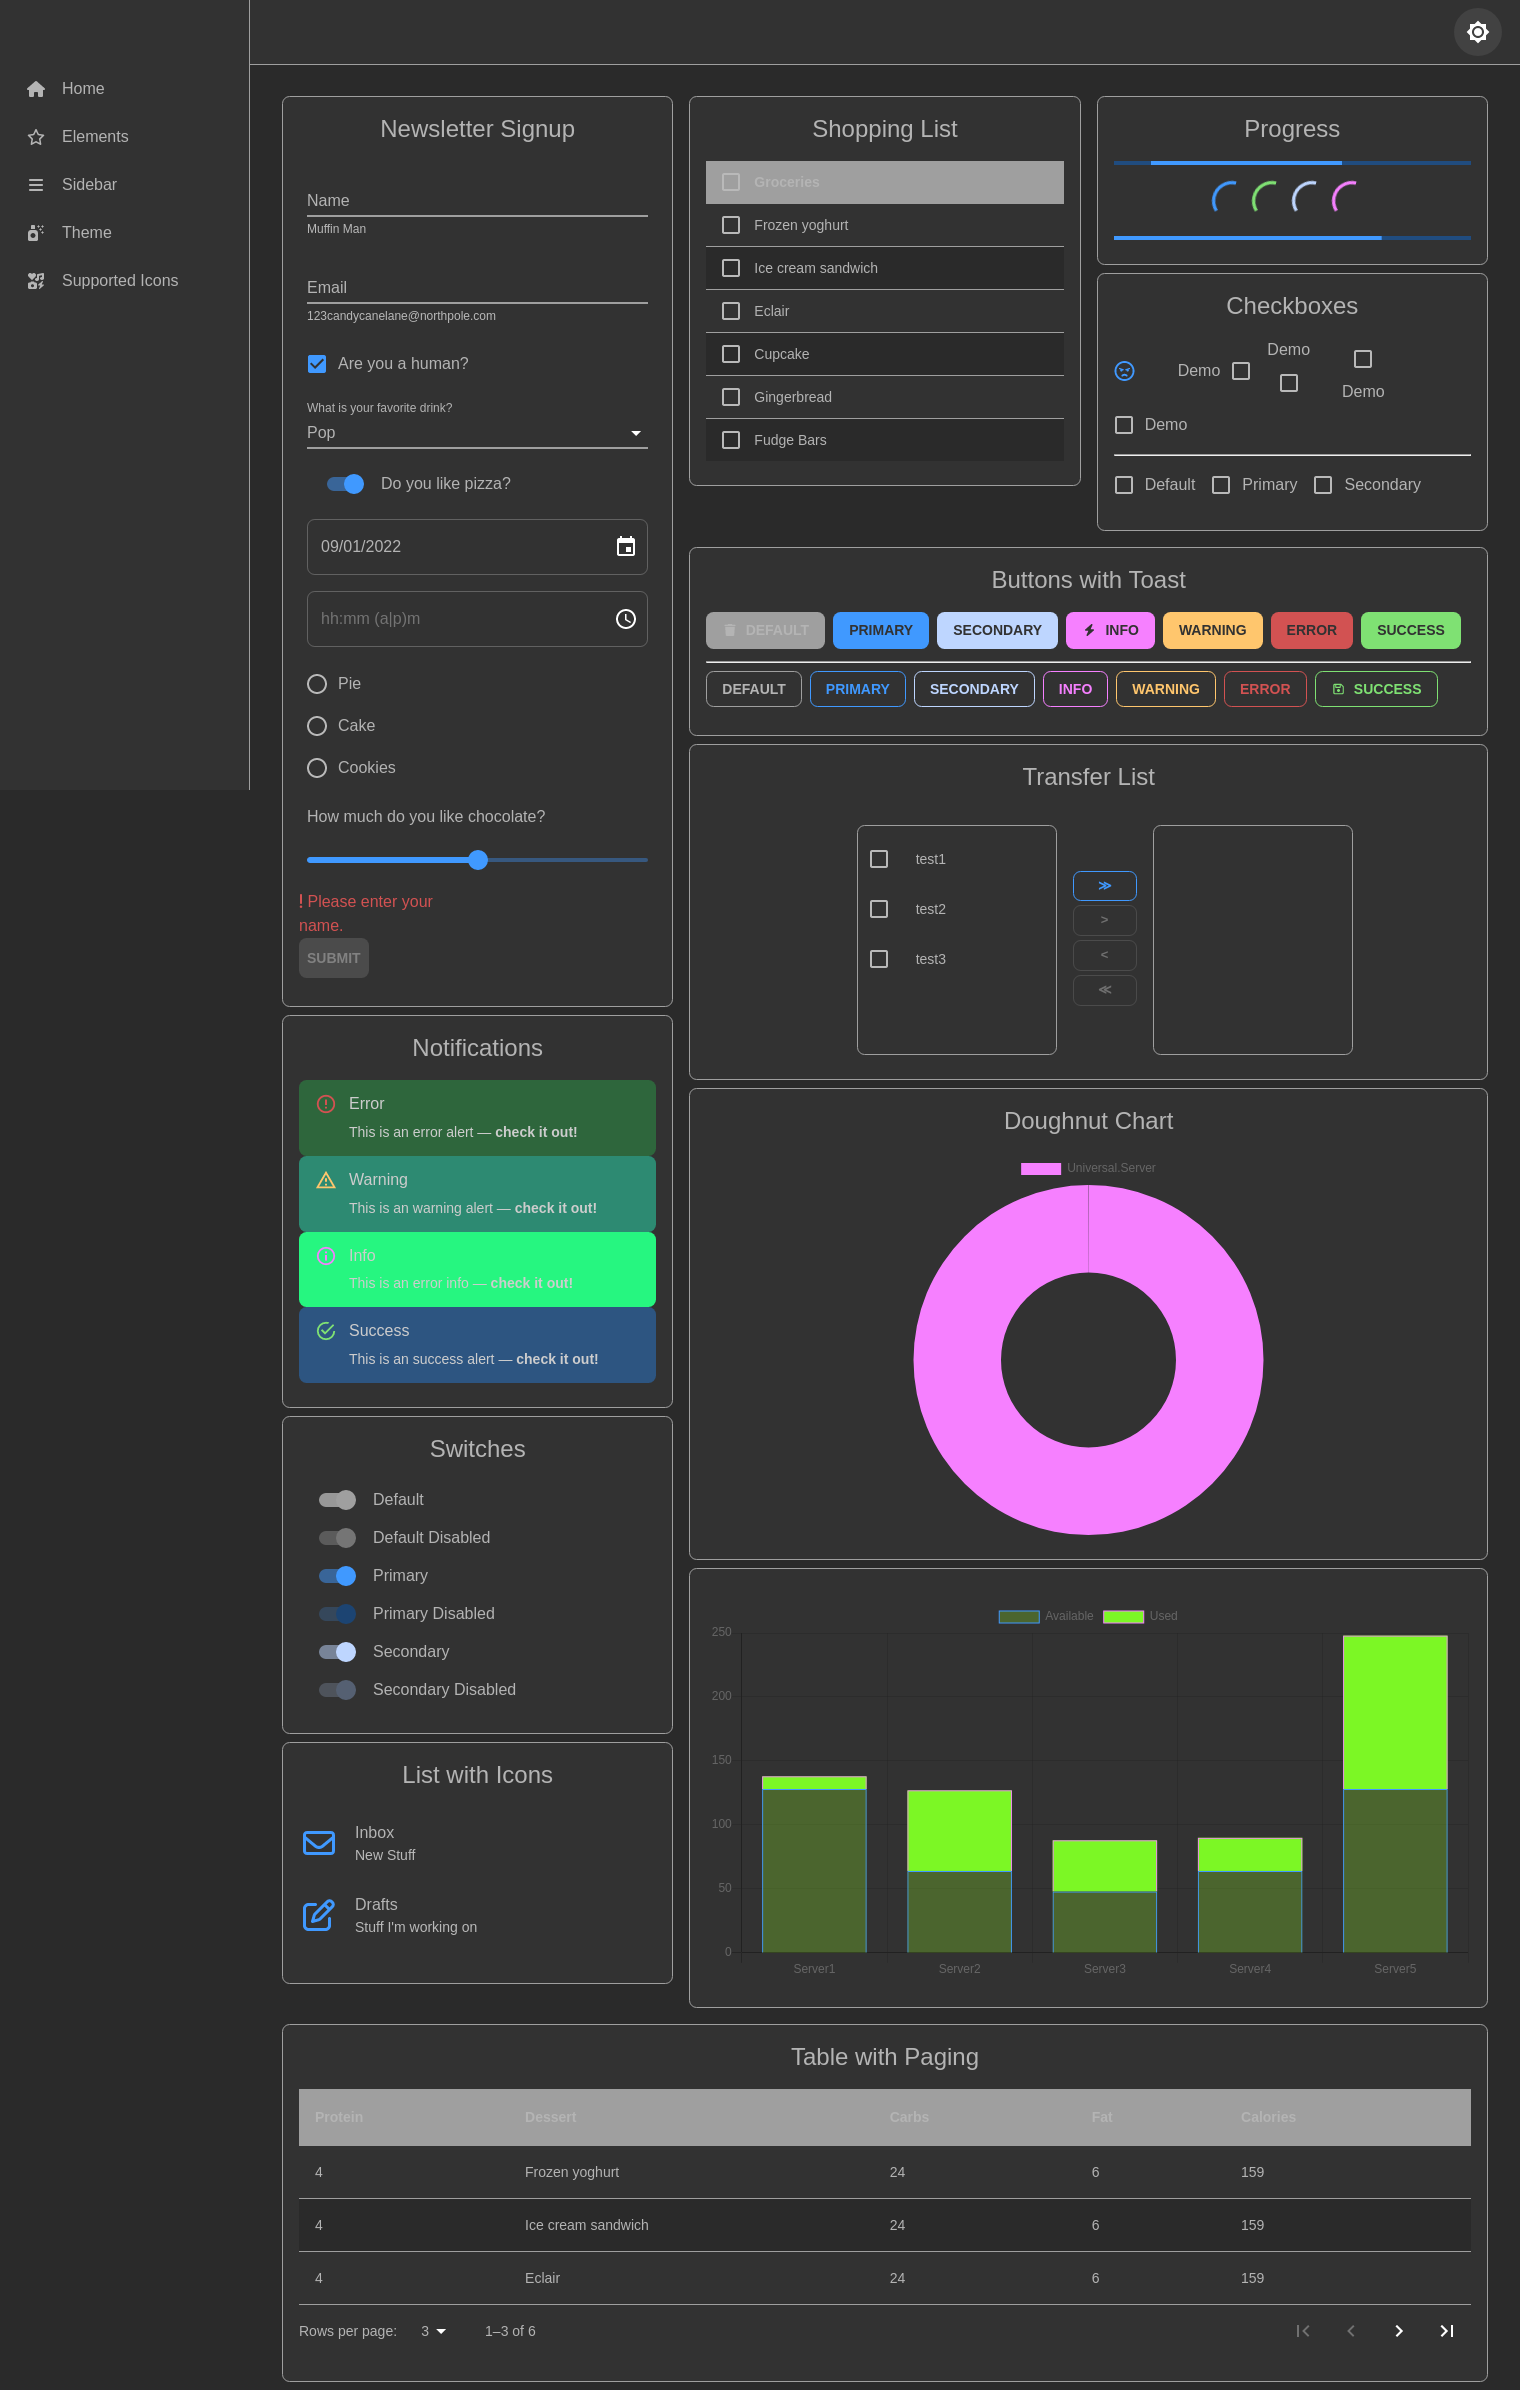 Home
Elements
Sidebar
Theme
Supported Icons
Newsletter Signup
Name
Muffin Man
Email
123candycanelane@northpole.com
Are you a human?
What is your favorite drink?
Pop
Do you like pizza?
09/01/2022
hh:mm (a|p)m
Pie
Cake
Cookies
How much do you like chocolate?
! Please enter your
name.
SUBMIT
Notifications
Error
This is an error alert — check it out!
Warning
This is an warning alert — check it out!
Info
This is an error info — check it out!
Success
This is an success alert — check it out!
Switches
Default
Default Disabled
Primary
Primary Disabled
Secondary
Secondary Disabled
List with Icons
Inbox
New Stuff
Drafts
Stuff I'm working on
Shopping List
Groceries
Frozen yoghurt
Ice cream sandwich
Eclair
Cupcake
Gingerbread
Fudge Bars
Progress
Checkboxes
Demo
Demo
Demo
Demo
Default Primary Secondary
Buttons with Toast
DEFAULT PRIMARY SECONDARY INFO WARNING ERROR SUCCESS
DEFAULT PRIMARY SECONDARY INFO WARNING ERROR SUCCESS
Transfer List
test1
test2
test3
≫
>
<
≪
Doughnut Chart
Universal.Server
Available Used
250
200
150
100
50
0
Server1 Server2 Server3 Server4 Server5
Table with Paging
Protein Dessert Carbs Fat Calories
4 Frozen yoghurt 24 6 159
4 Ice cream sandwich 24 6 159
4 Eclair 24 6 159
Rows per page: 3 1–3 of 6